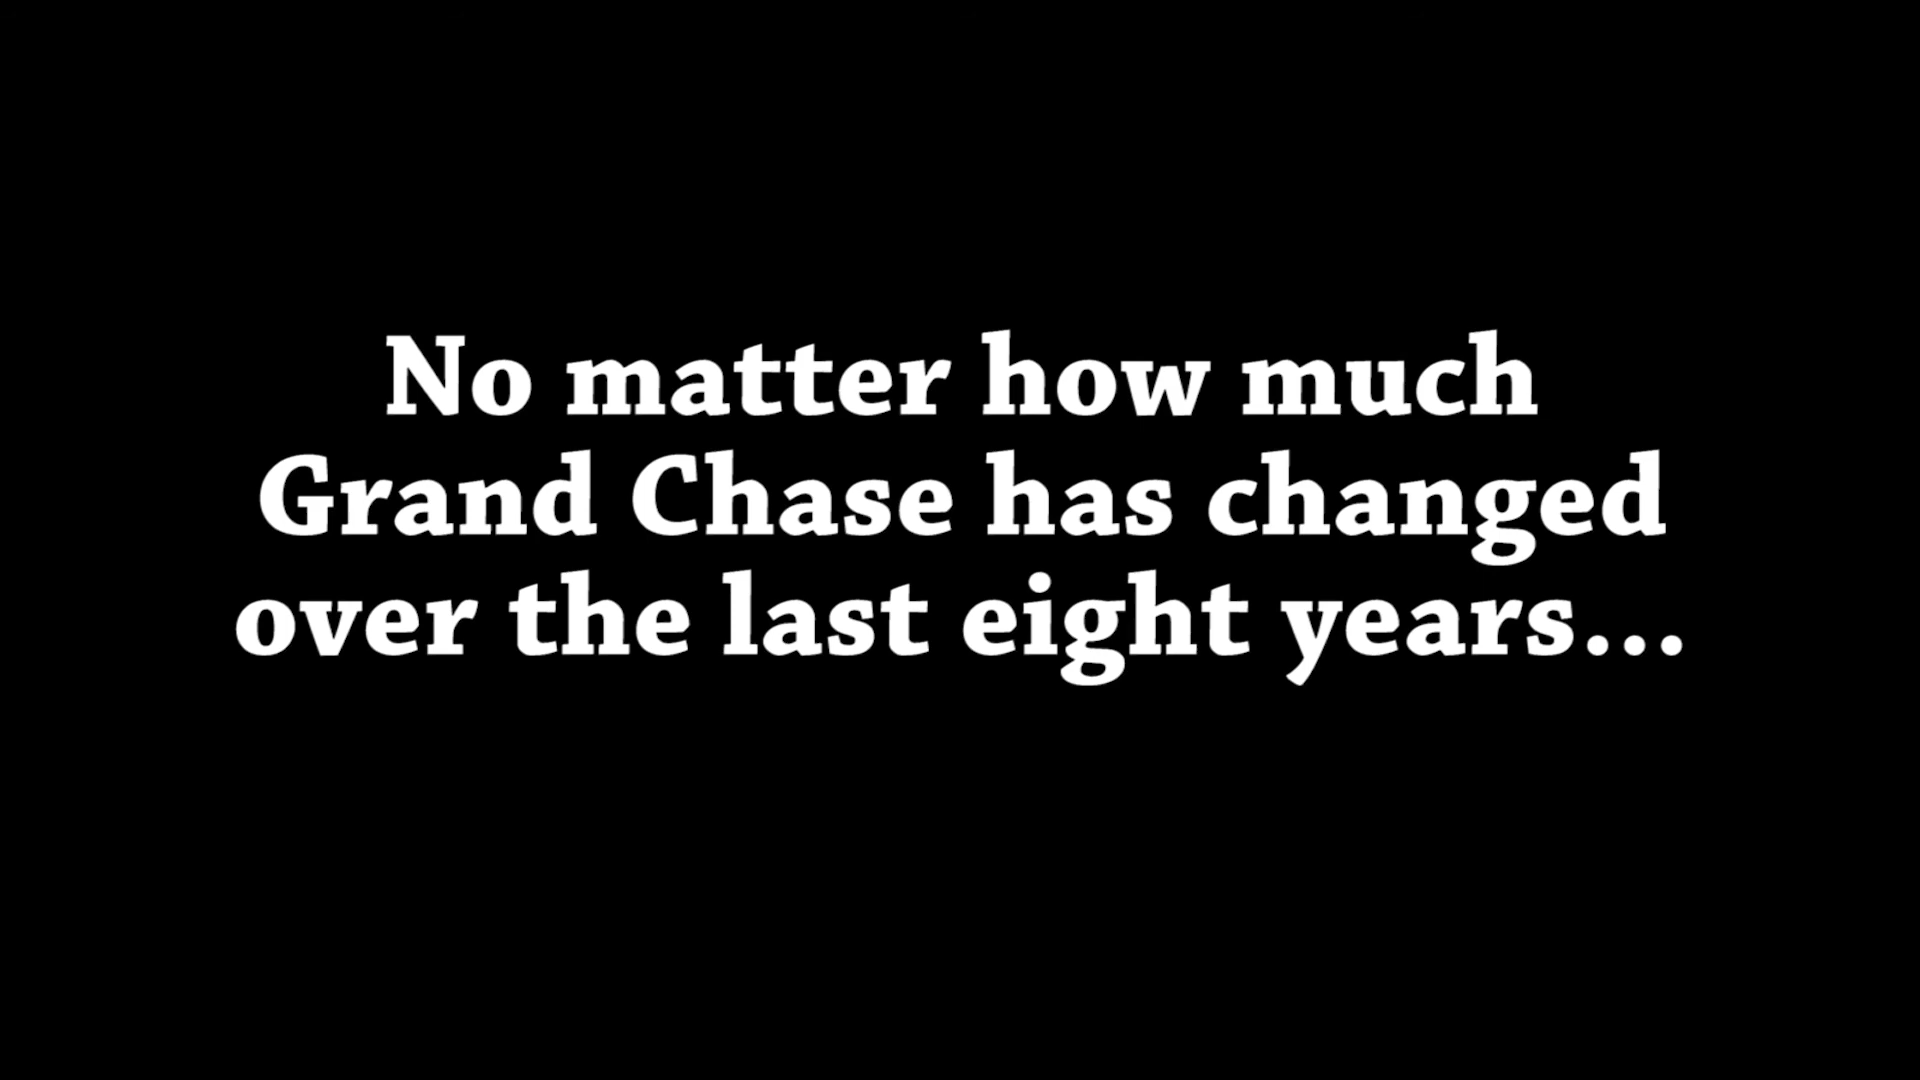 No matter how much
Grand Chase has changed
over the last eight years...